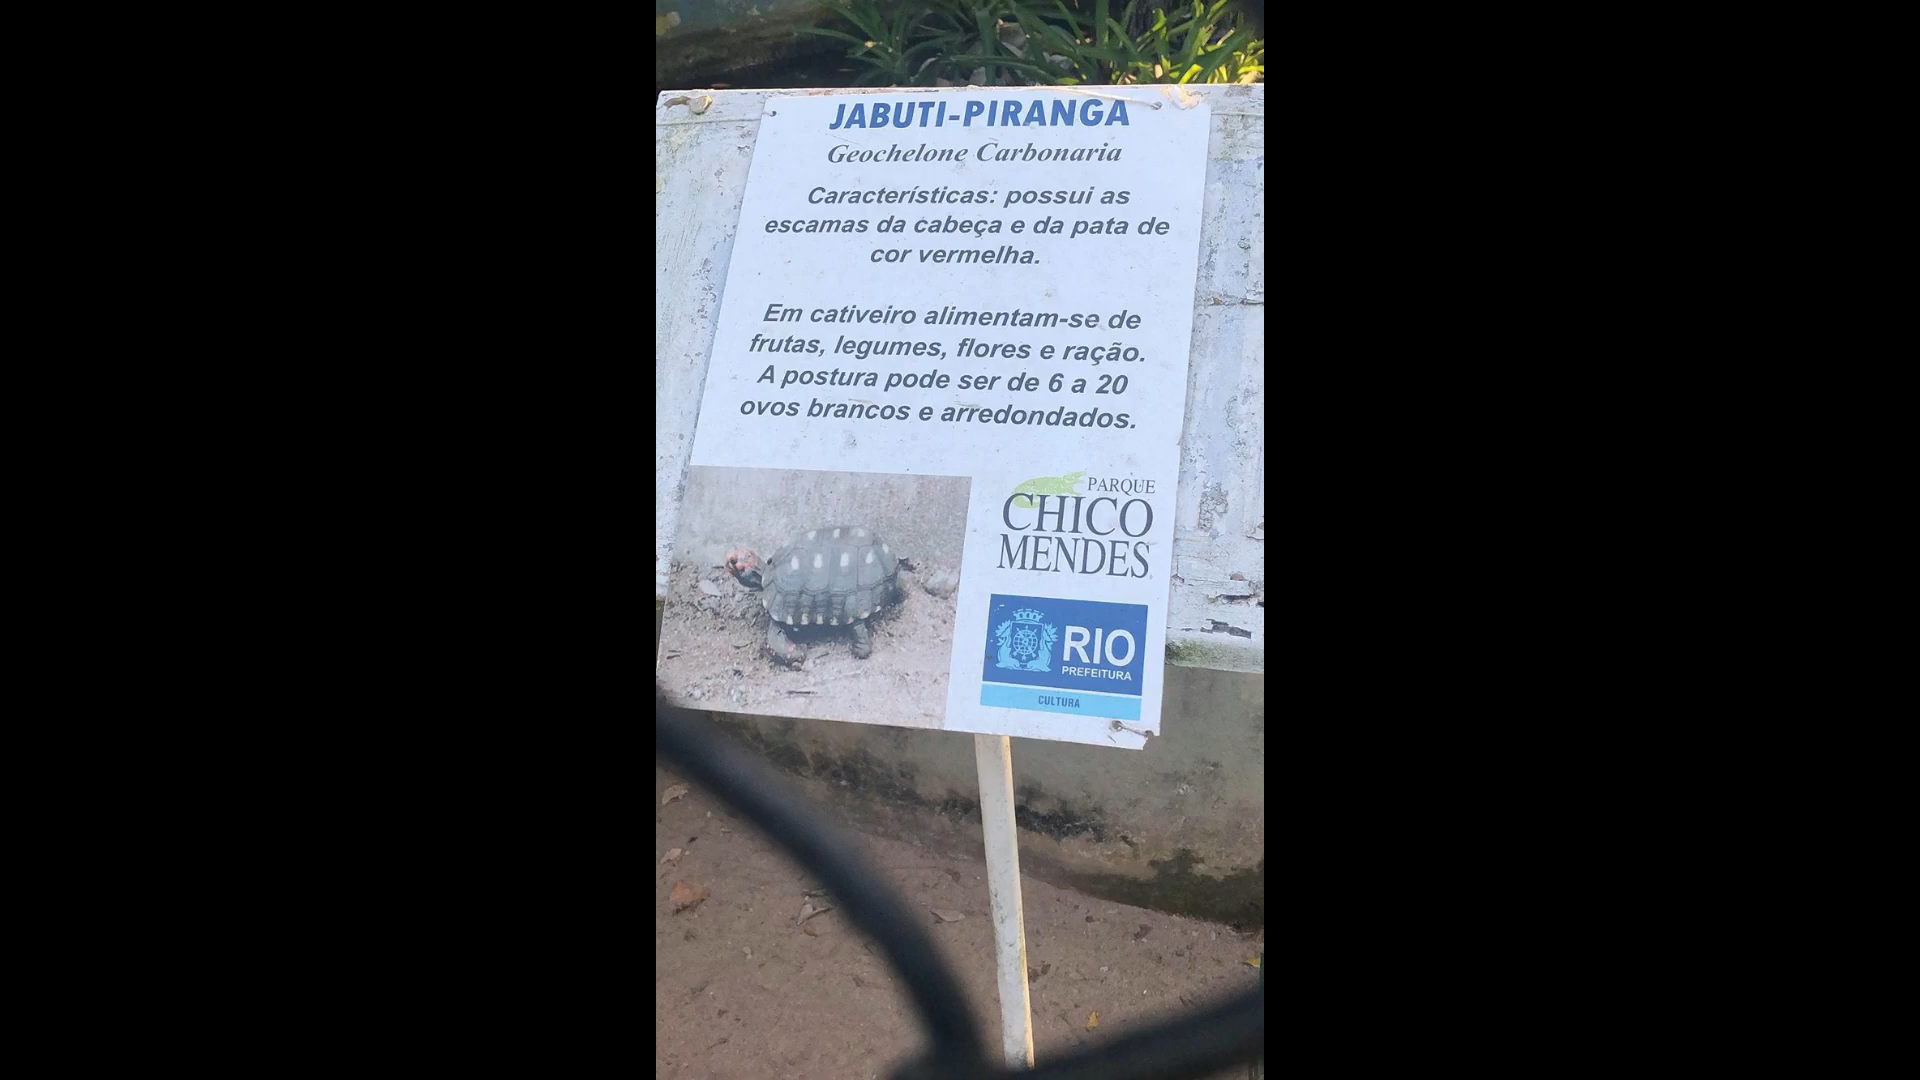 JABUTI-PIRANGA
Geochelone Carbonaria
Características: possui as
escamas da cabeça e da pata de
cor vermelha.
Em cativeiro alimentam-se de
frutas, legumes, flores e ração.
A postura pode ser de 6 a 20
ovos brancos e arredondados.
PARQUE
CHICO
MENDES
RIO
PREFEITURA
CULTURA